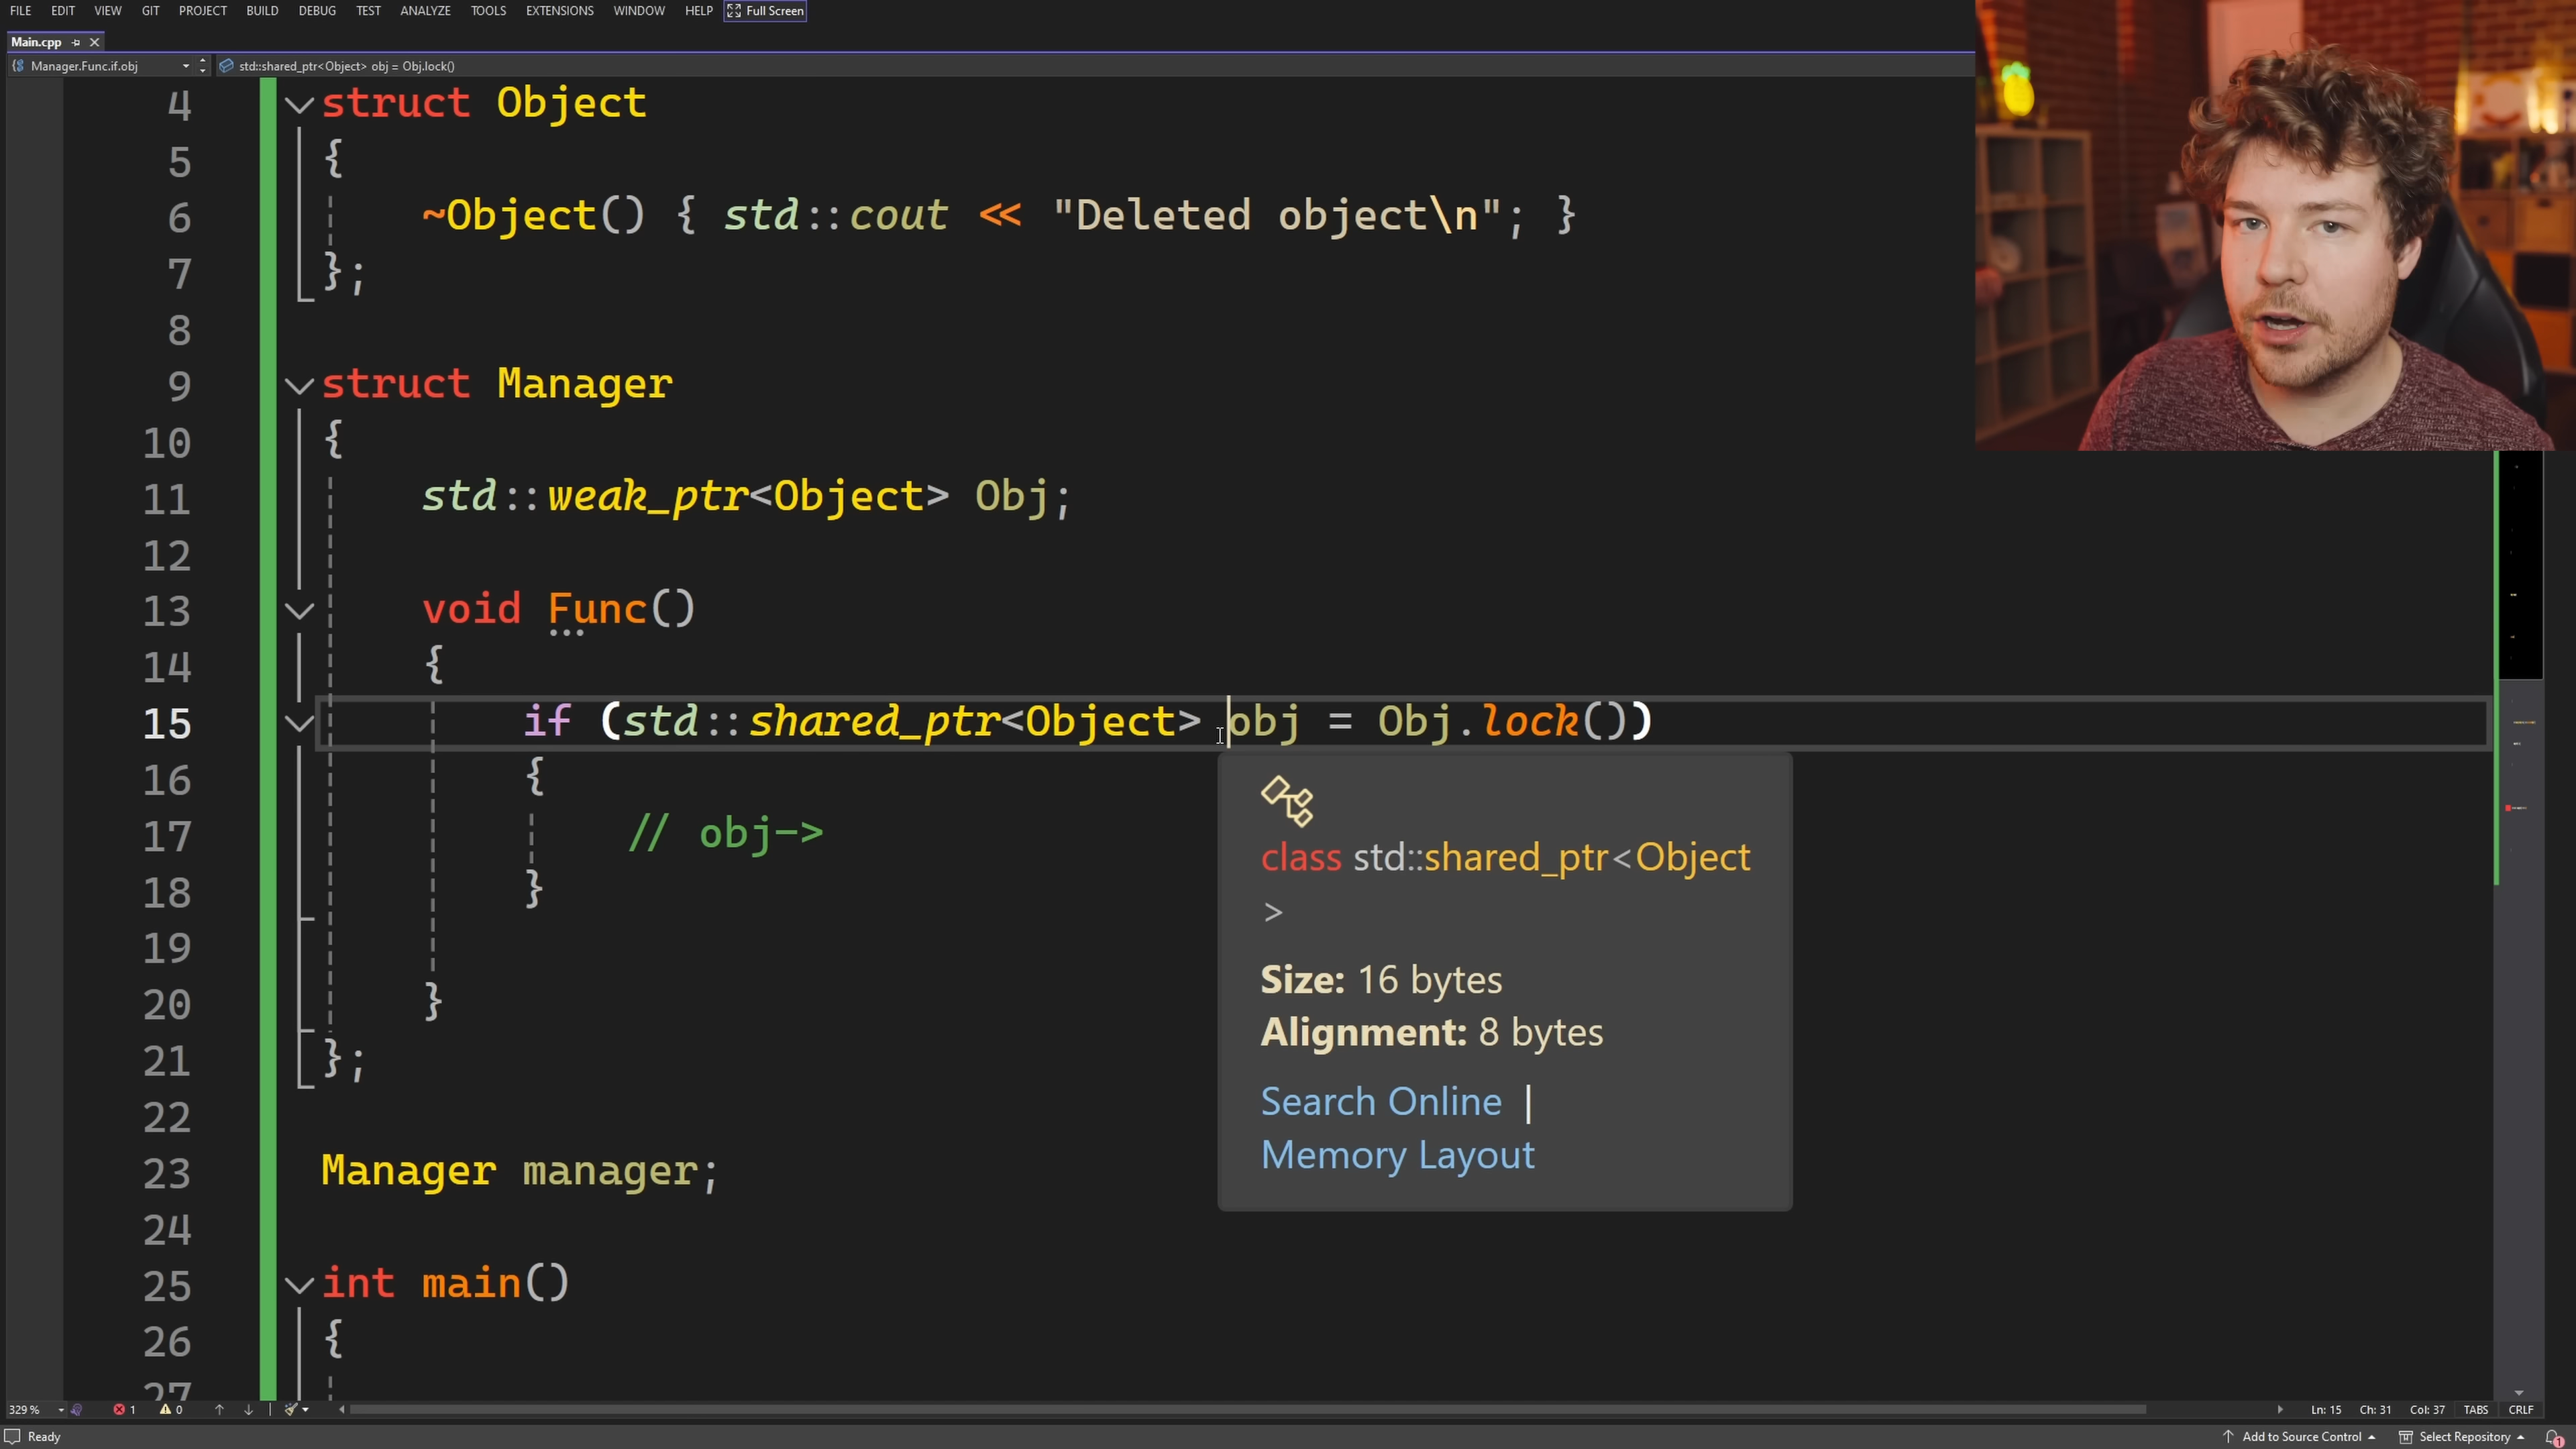 FILE EDIT VIEW GIT PROJECT BUILD DEBUG TEST ANALYZE TOOLS EXTENSIONS WINDOW HELP Full Screen
Main.cpp
Manager.Func.if.obj std::shared_ptr<Object> obj = Obj.lock()
4 struct Object
5 {
6 ~Object() { std::cout << "Deleted object\n"; }
7 };
8
9 struct Manager
10 {
11 std::weak_ptr<Object> Obj;
12
13 void Func()
14 {
15 if (std::shared_ptr<Object> obj = Obj.lock())
16 {
17 // obj->
18 }
19
20 }
21 };
22
23 Manager manager;
24
25 int main()
26 {
27
class std::shared_ptr<Object
>
Size: 16 bytes
Alignment: 8 bytes
Search Online |
Memory Layout
329 % 1 0 Ln: 15 Ch: 31 Col: 37 TABS CRLF
Ready Add to Source Control Select Repository 1